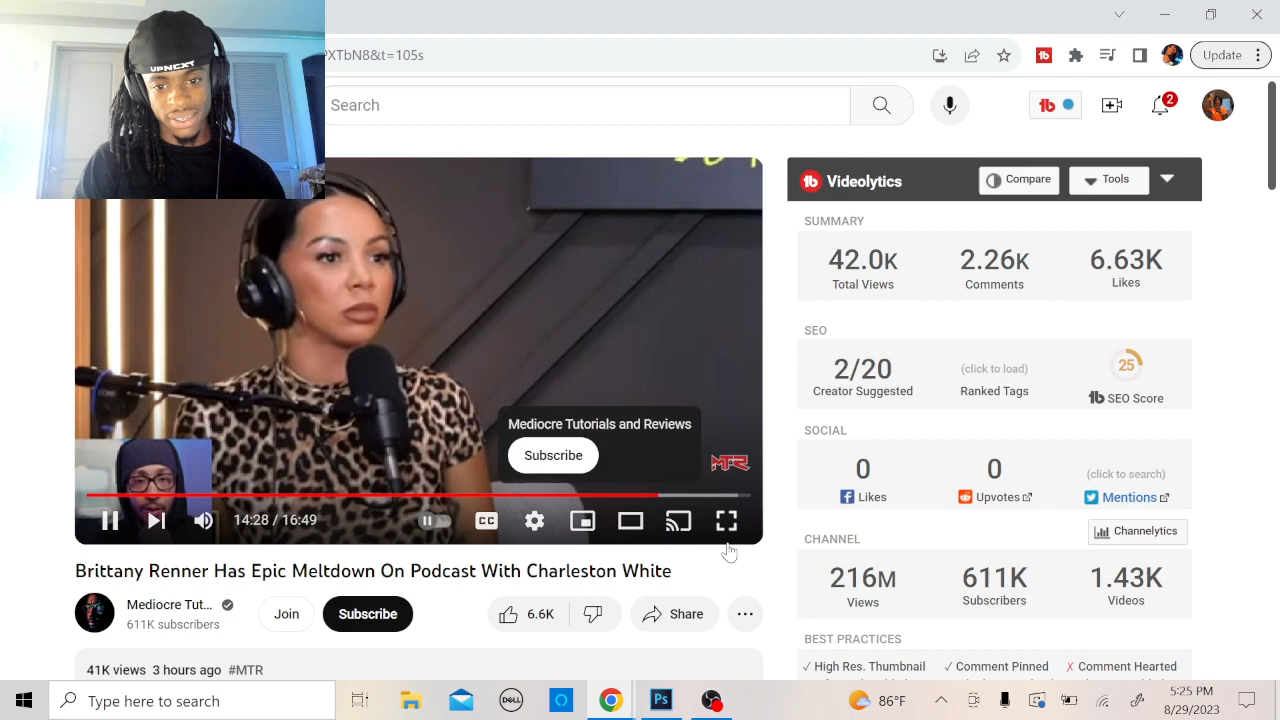 UPNEXT
?XTbN8&t=105s
Update
Search
2
Videolytics
Compare
Tools
SUMMARY
42.0K
2.26K
6.63K
Total Views
Comments
Likes
SEO
2/20
(click to load)
25
Creator Suggested
Ranked Tags
SEO Score
SOCIAL
0
0
(click to search)
Likes
Upvotes
Mentions
CHANNEL
Channelytics
216M
611K
1.43K
Views
Subscribers
Videos
BEST PRACTICES
✓ High Res. Thumbnail
✓ Comment Pinned
✗ Comment Hearted
Mediocre Tutorials and Reviews
Subscribe
MTR
14:28 / 16:49
CC
Brittany Renner Has Epic Meltdown On Podcast With Charleston White
Mediocre Tut...
611K subscribers
Join
Subscribe
6.6K
Share
41K views 3 hours ago #MTR
Type here to search
DELL
Ps
86°F
5:25 PM
8/29/2023